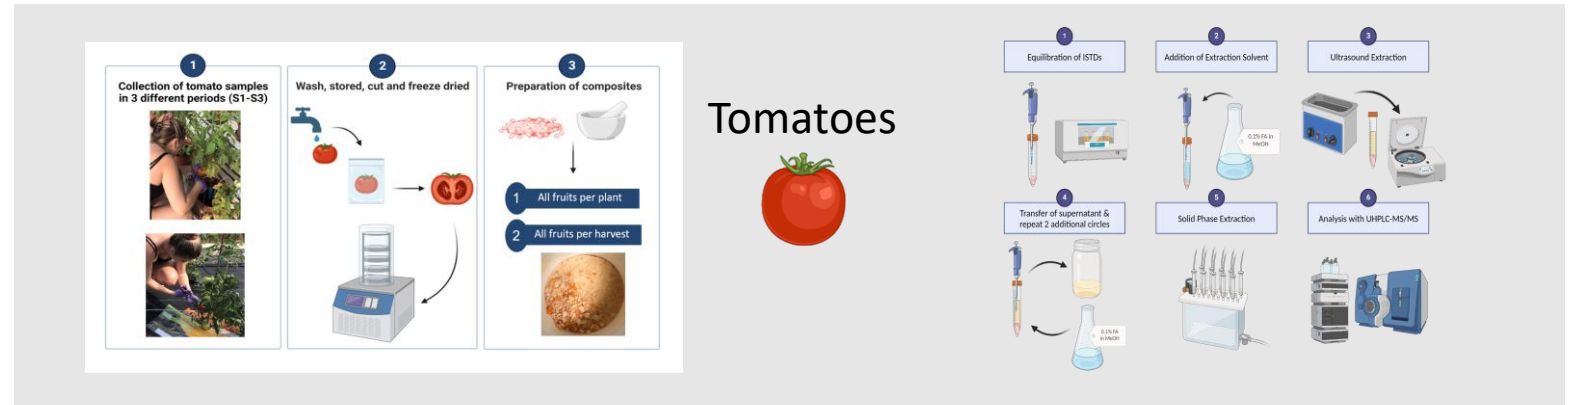 1
Collection of tomato samples
in 3 different periods (S1-S3)
2
Wash, stored, cut and freeze dried
3
Preparation of composites
1 All fruits per plant
2 All fruits per harvest
Tomatoes
1
Equilibration of ISTDs
2
Addition of Extraction Solvent
0.1% FA in
MeOH
3
Ultrasound Extraction
4
Transfer of supernatant &
repeat 2 additional circles
0.1% FA
in MeOH
5
Solid Phase Extraction
6
Analysis with UHPLC-MS/MS